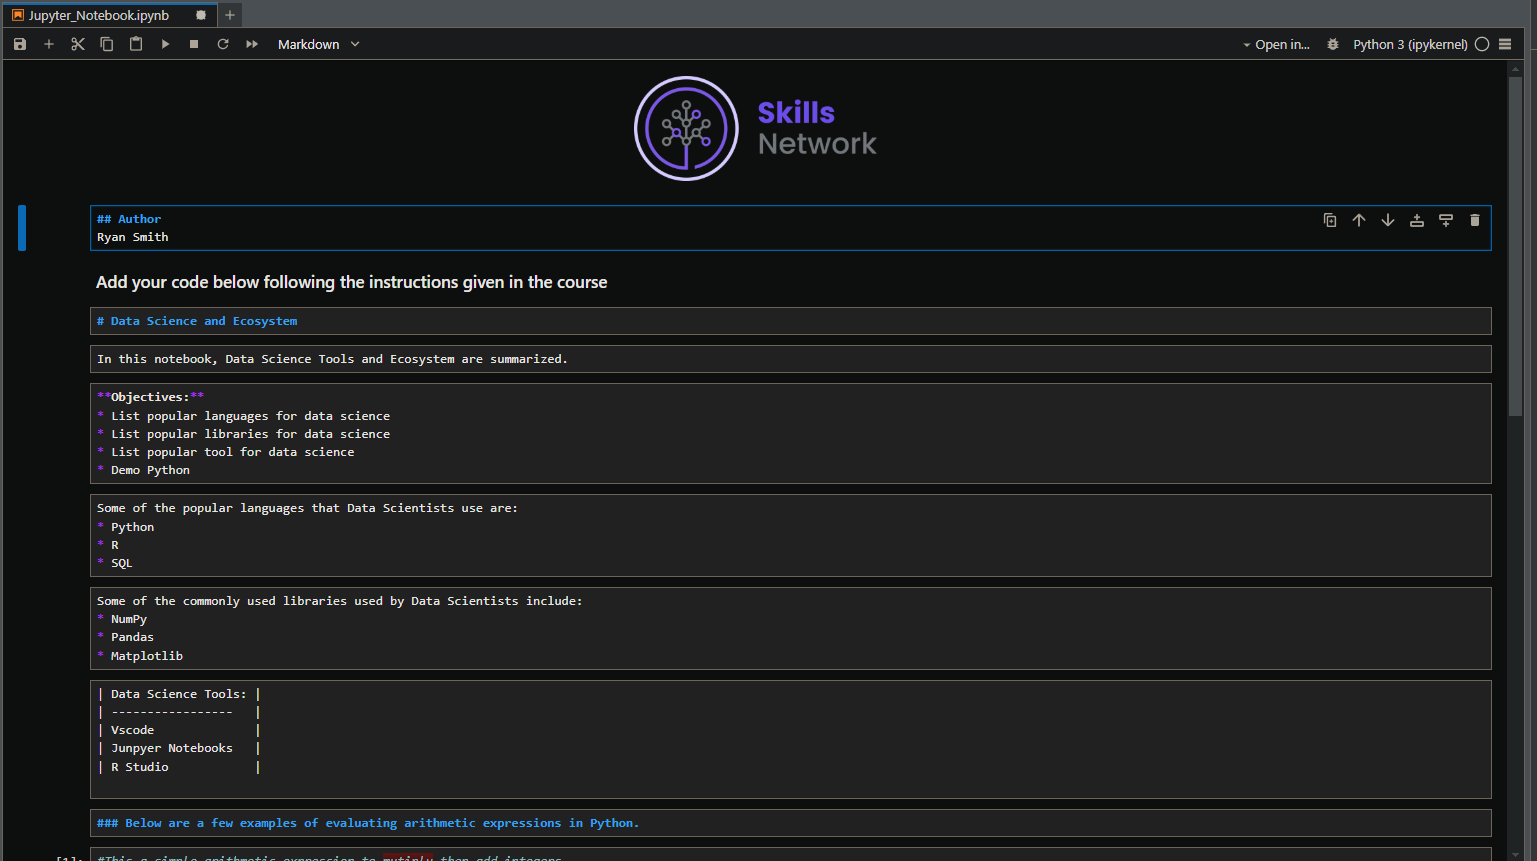 Jupyter_Notebook.ipynb
Markdown
Open in...
Python 3 (ipykernel)
Skills
Network
## Author
Ryan Smith
Add your code below following the instructions given in the course
# Data Science and Ecosystem
In this notebook, Data Science Tools and Ecosystem are summarized.
**Objectives:**
* List popular languages for data science
* List popular libraries for data science
* List popular tool for data science
* Demo Python
Some of the popular languages that Data Scientists use are:
* Python
* R
* SQL
Some of the commonly used libraries used by Data Scientists include:
* NumPy
* Pandas
* Matplotlib
| Data Science Tools: |
| -----------------   |
| Vscode              |
| Junpyer Notebooks   |
| R Studio            |
### Below are a few examples of evaluating arithmetic expressions in Python.
[1]: #This a simple arithmetic expression to mutiply then add integers